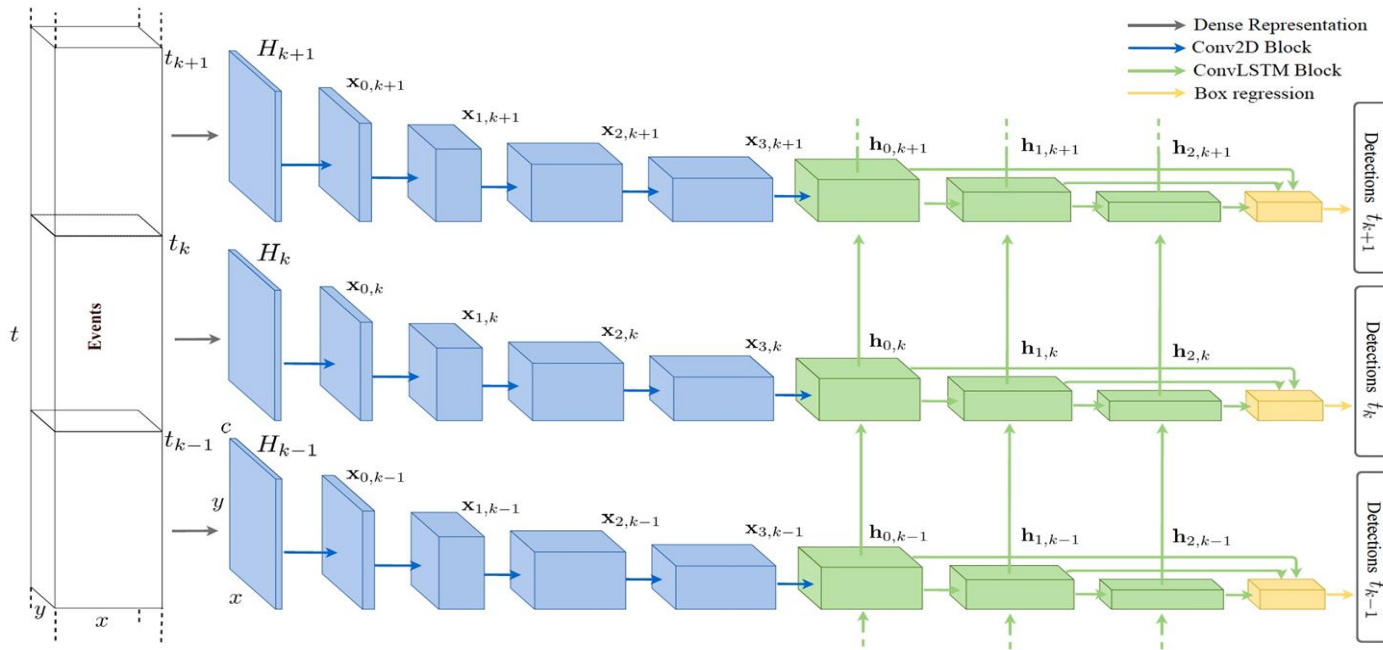 Dense Representation
Conv2D Block
ConvLSTM Block
Box regression
t_{k+1}
H_{k+1}
x_{0,k+1}
x_{1,k+1}
x_{2,k+1}
x_{3,k+1}
h_{0,k+1}
h_{1,k+1}
h_{2,k+1}
Detections t_{k+1}
t_k
H_k
x_{0,k}
x_{1,k}
x_{2,k}
x_{3,k}
h_{0,k}
h_{1,k}
h_{2,k}
Detections t_k
t
Events
t_{k-1}
c
H_{k-1}
x_{0,k-1}
x_{1,k-1}
x_{2,k-1}
x_{3,k-1}
h_{0,k-1}
h_{1,k-1}
h_{2,k-1}
Detections t_{k-1}
y
x
y
x